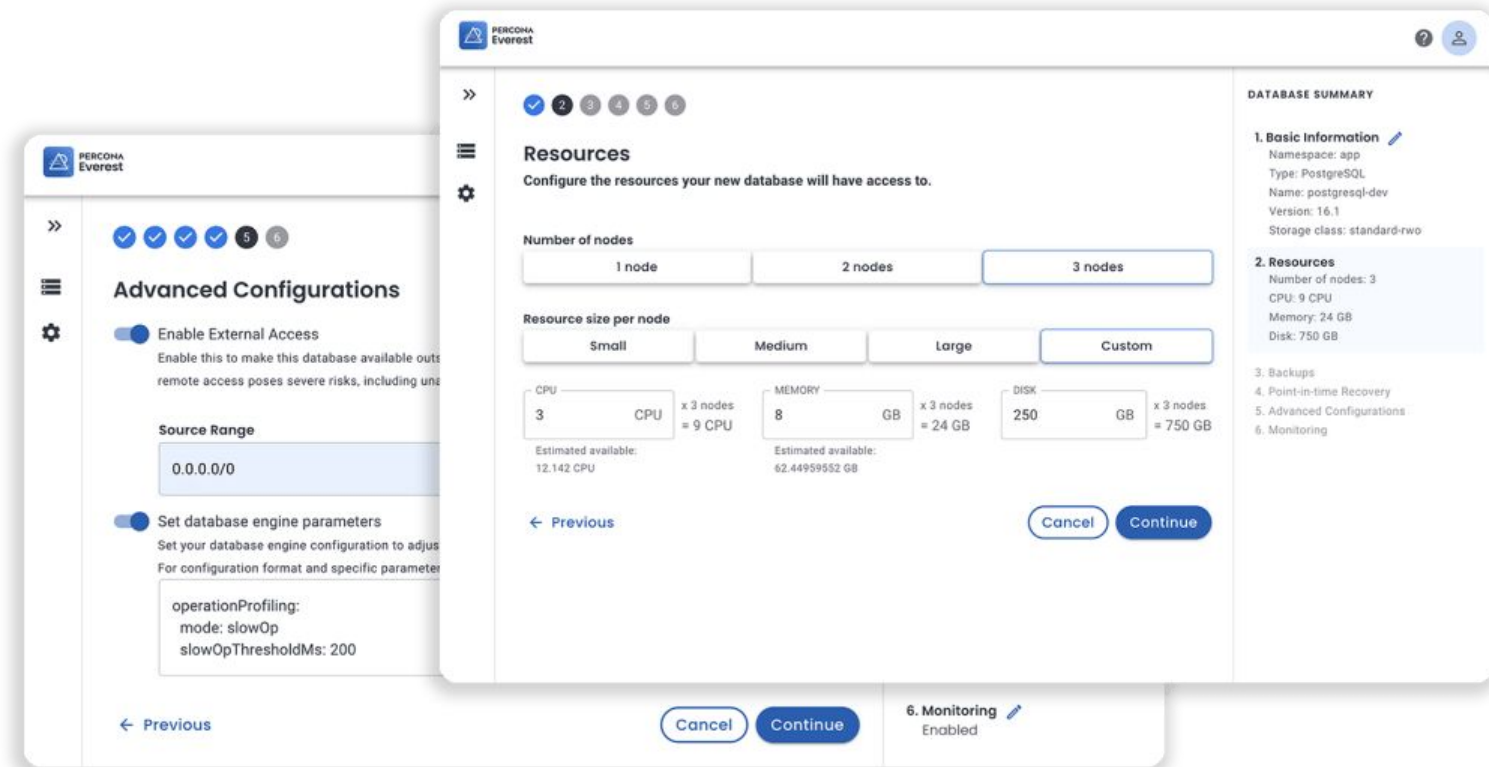 PERCONA
Everest
2 3 4 5 6
Resources
Configure the resources your new database will have access to.
Number of nodes
1 node 2 nodes 3 nodes
Resource size per node
Small Medium Large Custom
CPU
3 CPU
x 3 nodes
= 9 CPU
Estimated available:
12.142 CPU
MEMORY
8 GB
x 3 nodes
= 24 GB
Estimated available:
62.44959552 GB
DISK
250 GB
x 3 nodes
= 750 GB
← Previous
Cancel Continue
DATABASE SUMMARY
1. Basic Information
Namespace: app
Type: PostgreSQL
Name: postgresql-dev
Version: 16.1
Storage class: standard-rwo
2. Resources
Number of nodes: 3
CPU: 9 CPU
Memory: 24 GB
Disk: 750 GB
3. Backups
4. Point-in-time Recovery
5. Advanced Configurations
6. Monitoring
PERCONA
Everest
5 6
Advanced Configurations
Enable External Access
Enable this to make this database available outs
remote access poses severe risks, including una
Source Range
0.0.0.0/0
Set database engine parameters
Set your database engine configuration to adjus
For configuration format and specific parameter
operationProfiling:
mode: slowOp
slowOpThresholdMs: 200
← Previous
Cancel Continue
6. Monitoring
Enabled